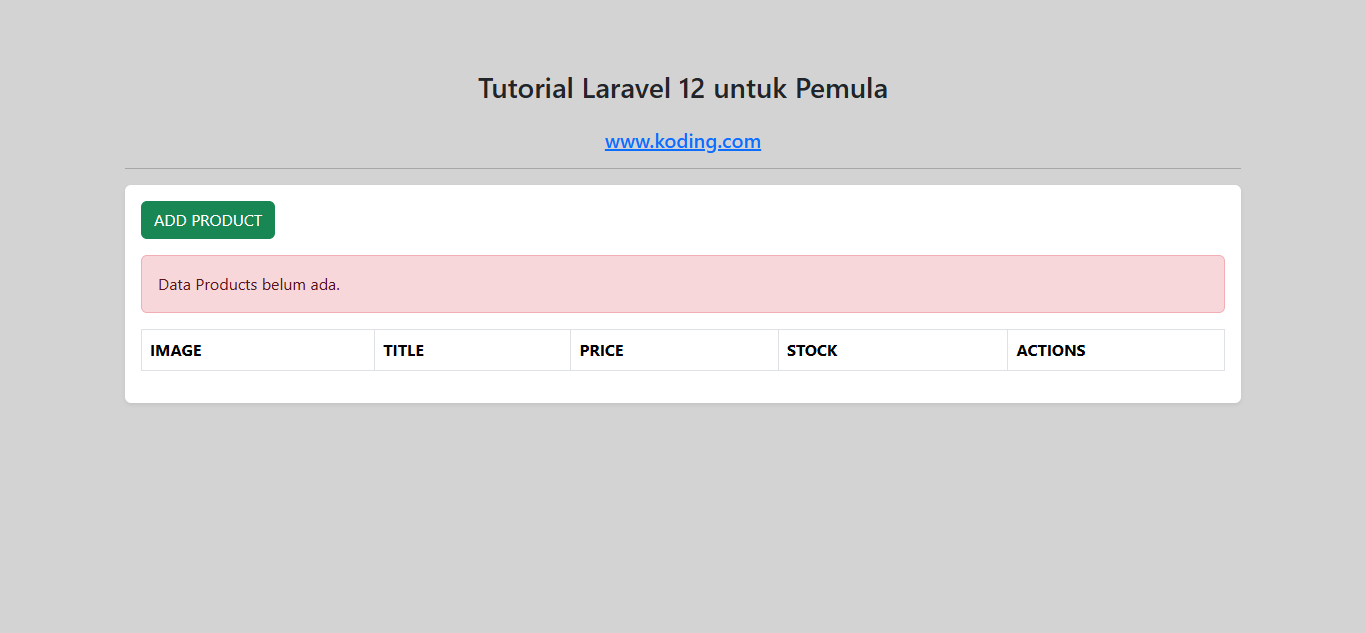 Tutorial Laravel 12 untuk Pemula
www.koding.com
ADD PRODUCT
Data Products belum ada.
IMAGE TITLE PRICE STOCK ACTIONS